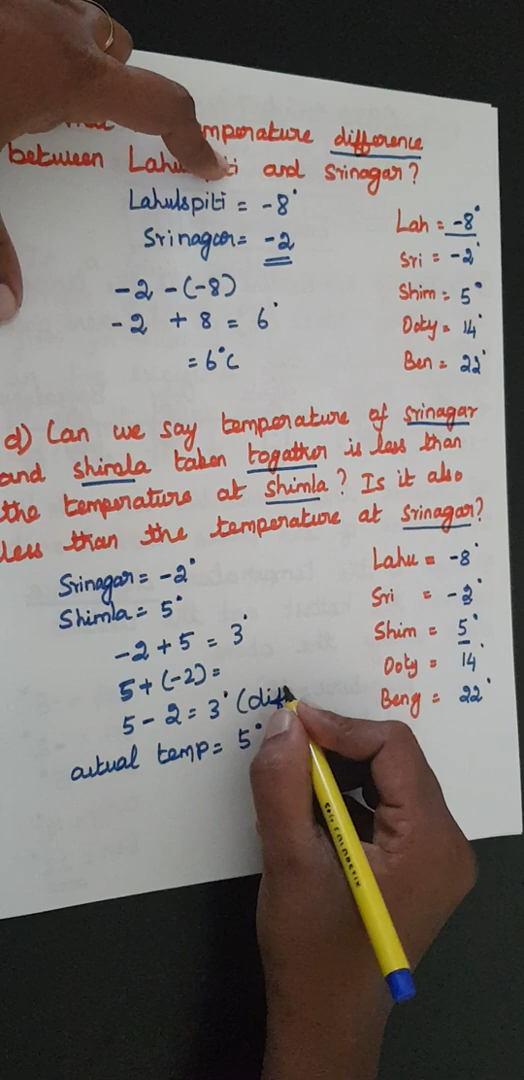 mperature difference
between Lahulspiti and Srinagar?
Lahulspiti = -8°
Srinagar = -2
-2 -(-8)
-2 + 8 = 6°
= 6°C
Lah = -8°
Sri = -2°
Shim = 5°
Ooty = 14°
Ben = 22°
d) Can we say temperature of srinagar
and shimla taken togather is less than
the temperature at shimla? Is it also
less than the temperature at srinagar?
Srinagar = -2°
Shimla = 5°
-2 + 5 = 3°
5 + (-2) =
5 - 2 = 3° (diff
actual temp = 5°
Lahu = -8°
Sri = -2°
Shim = 5°
Ooty = 14°
Beng = 22°